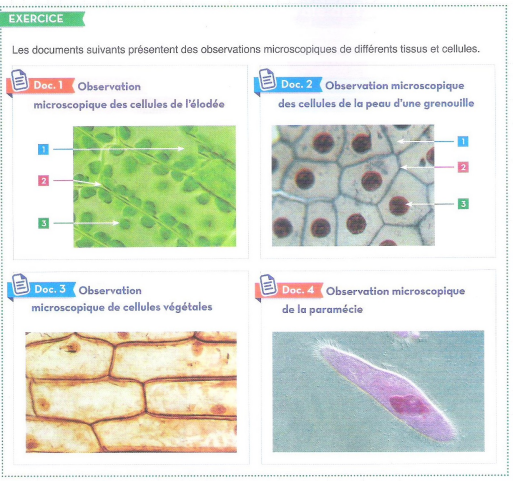 EXERCICE
Les documents suivants présentent des observations microscopiques de différents tissus et cellules.
Doc. 1 Observation
microscopique des cellules de l'élodée
1
2
3
Doc. 2 Observation microscopique
des cellules de la peau d'une grenouille
1
2
3
Doc. 3 Observation
microscopique de cellules végétales
Doc. 4 Observation microscopique
de la paramécie